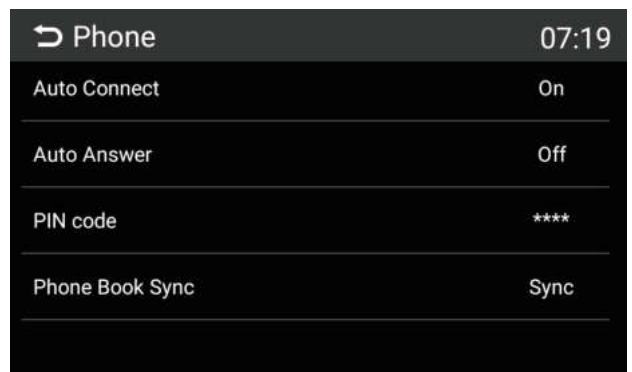 Phone 07:19
Auto Connect On
Auto Answer Off
PIN code ****
Phone Book Sync Sync